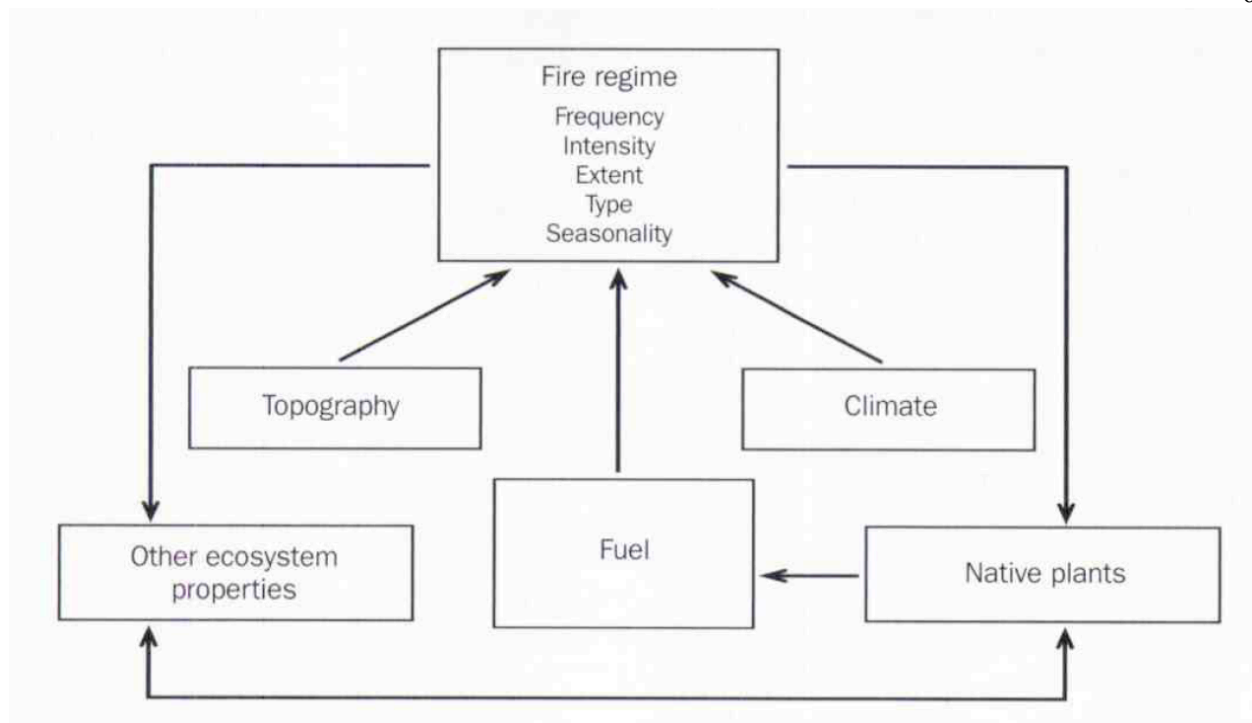 Fire regime
Frequency
Intensity
Extent
Type
Seasonality
Topography
Climate
Fuel
Other ecosystem
properties
Native plants